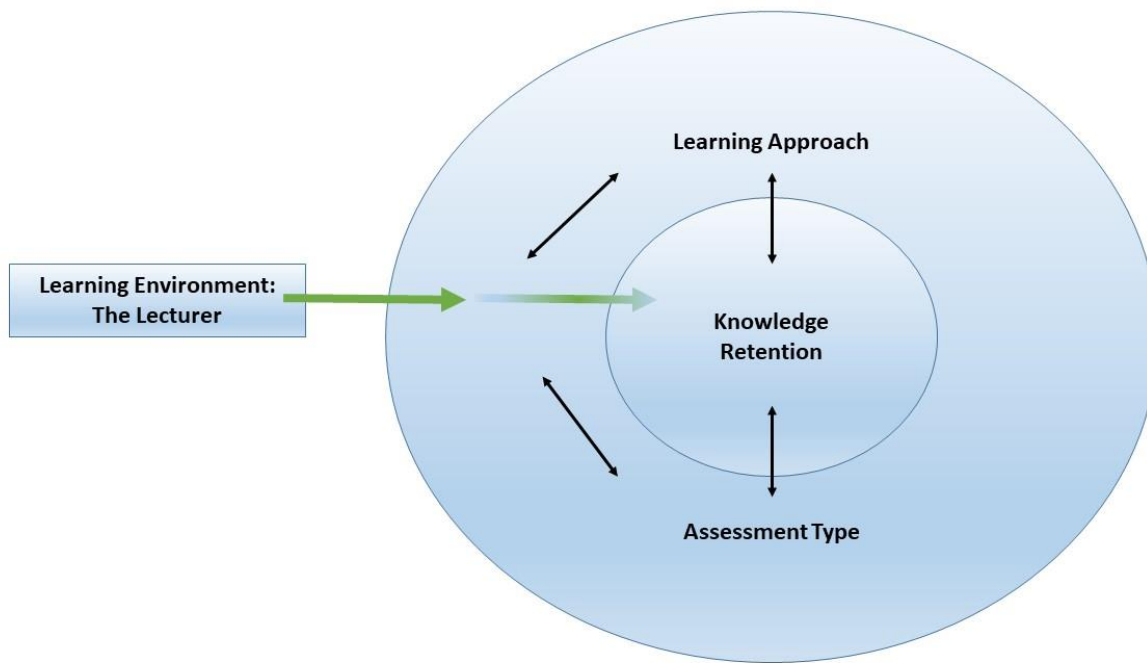 Learning Approach
Learning Environment:
The Lecturer
Knowledge
Retention
Assessment Type